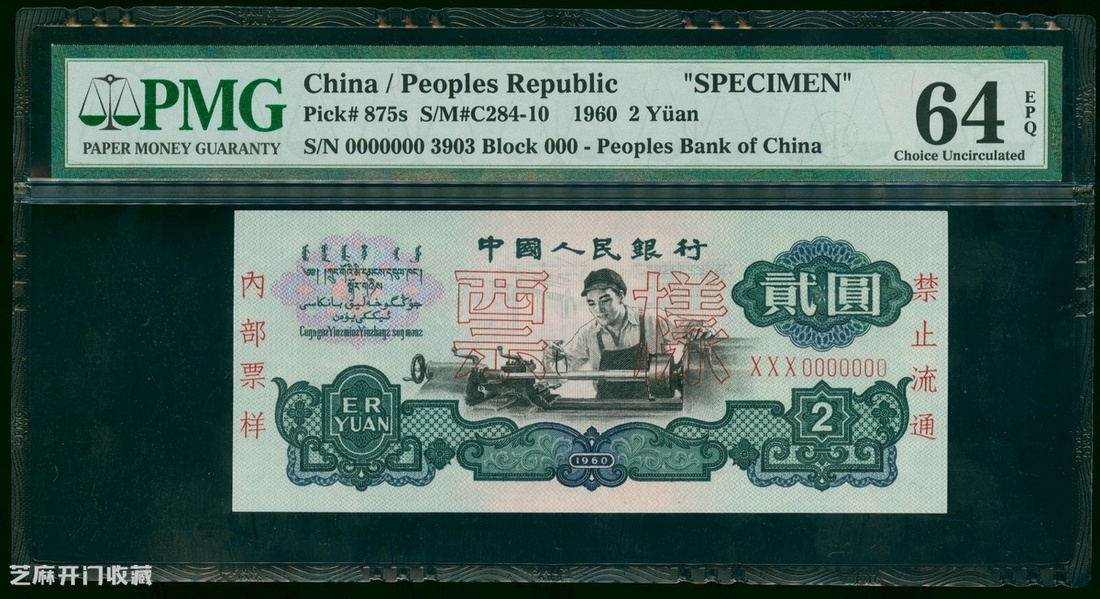 PMG
PAPER MONEY GUARANTY
China / Peoples Republic "SPECIMEN"
Pick# 875s S/M#C284-10 1960 2 Yüan
S/N 0000000 3903 Block 000 - Peoples Bank of China
64
EPQ
Choice Uncirculated
中國人民銀行
票樣
貳圓
内部票样
禁止流通
XXX0000000
ER
YUAN
1960
2
芝麻开门收藏